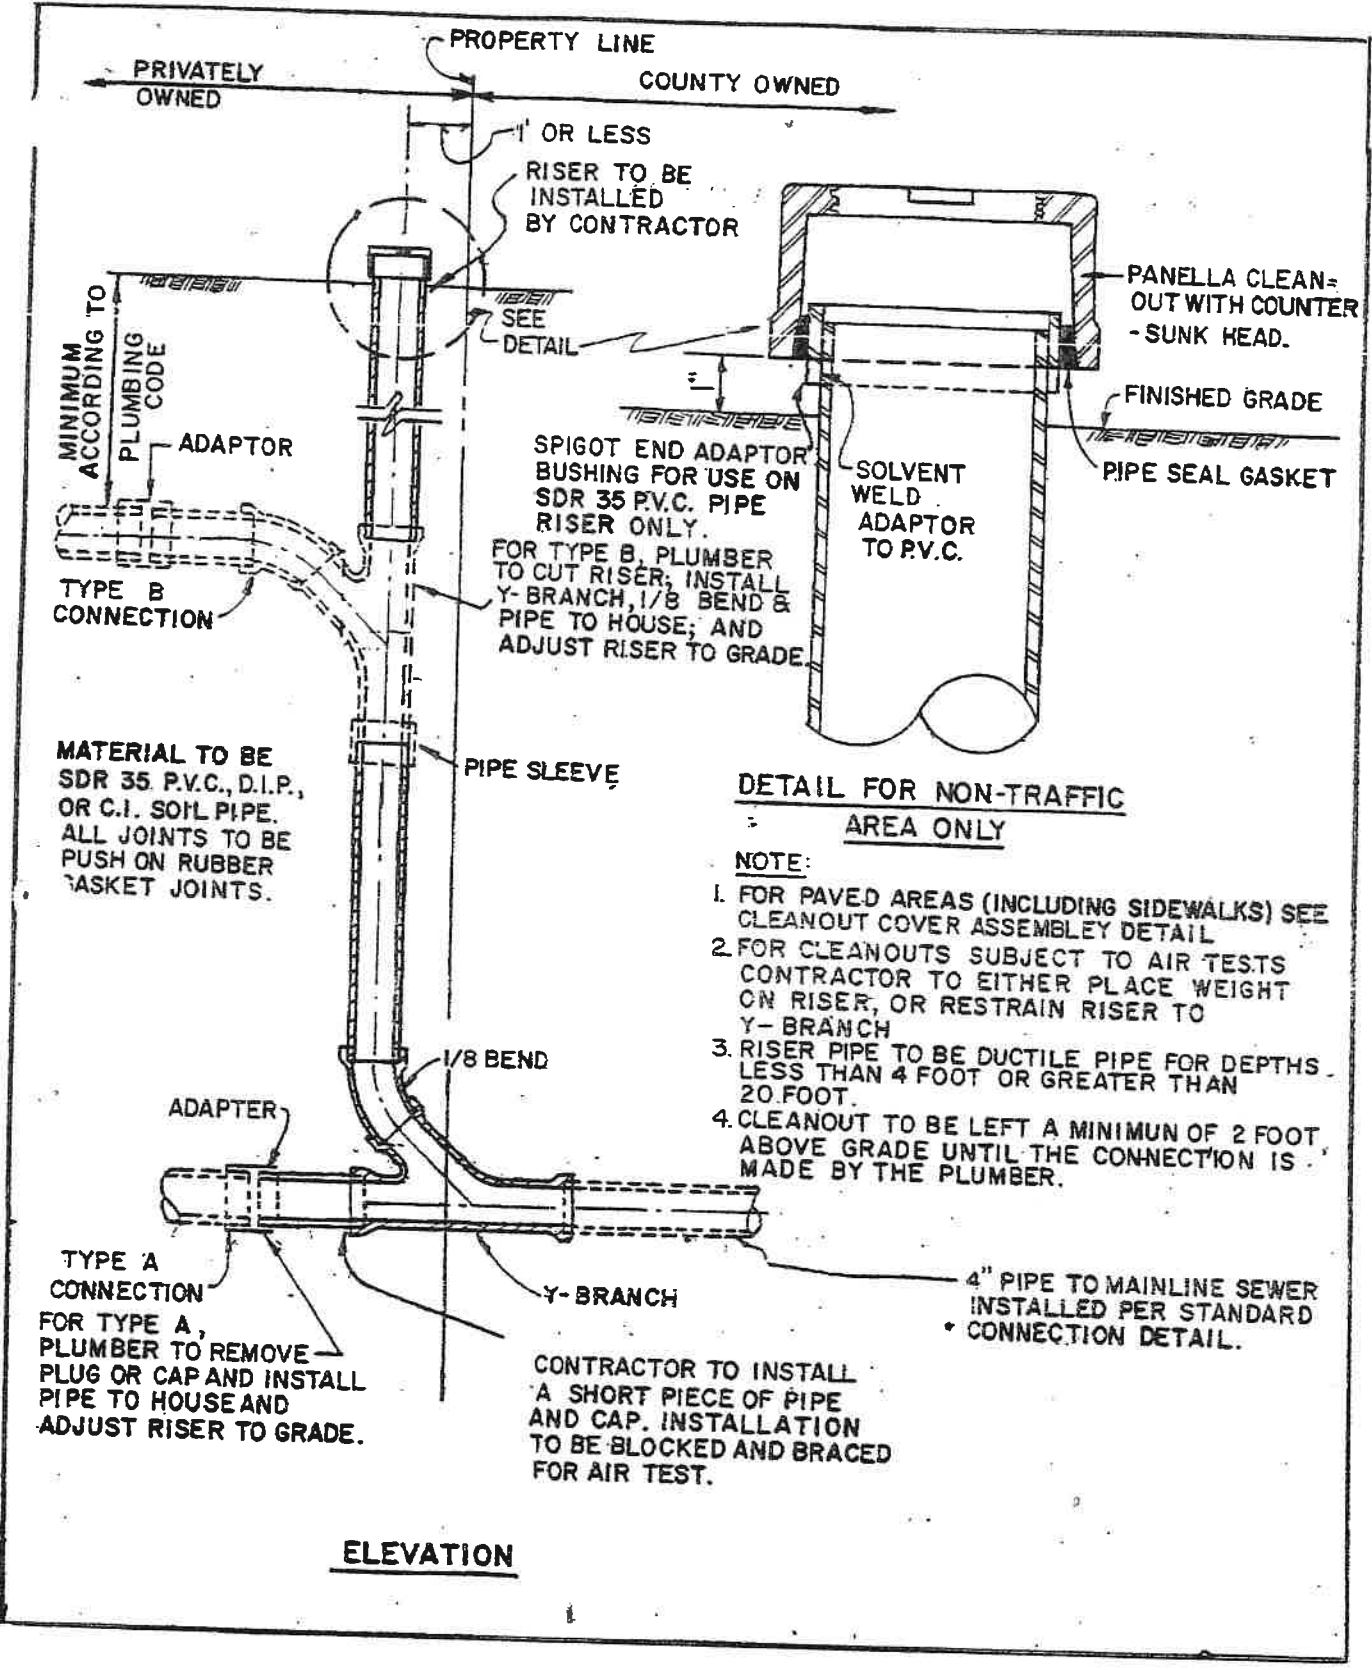 PROPERTY LINE
PRIVATELY
OWNED
COUNTY OWNED
1' OR LESS
RISER TO BE
INSTALLED
BY CONTRACTOR
SEE
DETAIL
MINIMUM
ACCORDING TO
PLUMBING
CODE
ADAPTOR
TYPE B
CONNECTION
PANELLA CLEAN=
OUT WITH COUNTER
-SUNK HEAD.
FINISHED GRADE
PIPE SEAL GASKET
SPIGOT END ADAPTOR
BUSHING FOR USE ON
SDR 35 P.V.C. PIPE
RISER ONLY.
SOLVENT
WELD
ADAPTOR
TO P.V.C.
FOR TYPE B, PLUMBER
TO CUT RISER; INSTALL
Y-BRANCH, 1/8 BEND &
PIPE TO HOUSE; AND
ADJUST RISER TO GRADE.
MATERIAL TO BE
SDR 35 P.V.C., D.I.P.,
OR C.I. SOIL PIPE.
ALL JOINTS TO BE
PUSH ON RUBBER
GASKET JOINTS.
PIPE SLEEVE
DETAIL FOR NON-TRAFFIC
AREA ONLY
NOTE:
1. FOR PAVED AREAS (INCLUDING SIDEWALKS) SEE
CLEANOUT COVER ASSEMBLEY DETAIL
2. FOR CLEANOUTS SUBJECT TO AIR TESTS
CONTRACTOR TO EITHER PLACE WEIGHT
ON RISER, OR RESTRAIN RISER TO
Y-BRANCH
3. RISER PIPE TO BE DUCTILE PIPE FOR DEPTHS
LESS THAN 4 FOOT OR GREATER THAN
20 FOOT.
4. CLEANOUT TO BE LEFT A MINIMUN OF 2 FOOT
ABOVE GRADE UNTIL THE CONNECTION IS
MADE BY THE PLUMBER.
1/8 BEND
ADAPTER
TYPE A
CONNECTION
FOR TYPE A,
PLUMBER TO REMOVE
PLUG OR CAP AND INSTALL
PIPE TO HOUSE AND
ADJUST RISER TO GRADE.
Y-BRANCH
4" PIPE TO MAINLINE SEWER
INSTALLED PER STANDARD
CONNECTION DETAIL.
CONTRACTOR TO INSTALL
A SHORT PIECE OF PIPE
AND CAP. INSTALLATION
TO BE BLOCKED AND BRACED
FOR AIR TEST.
ELEVATION